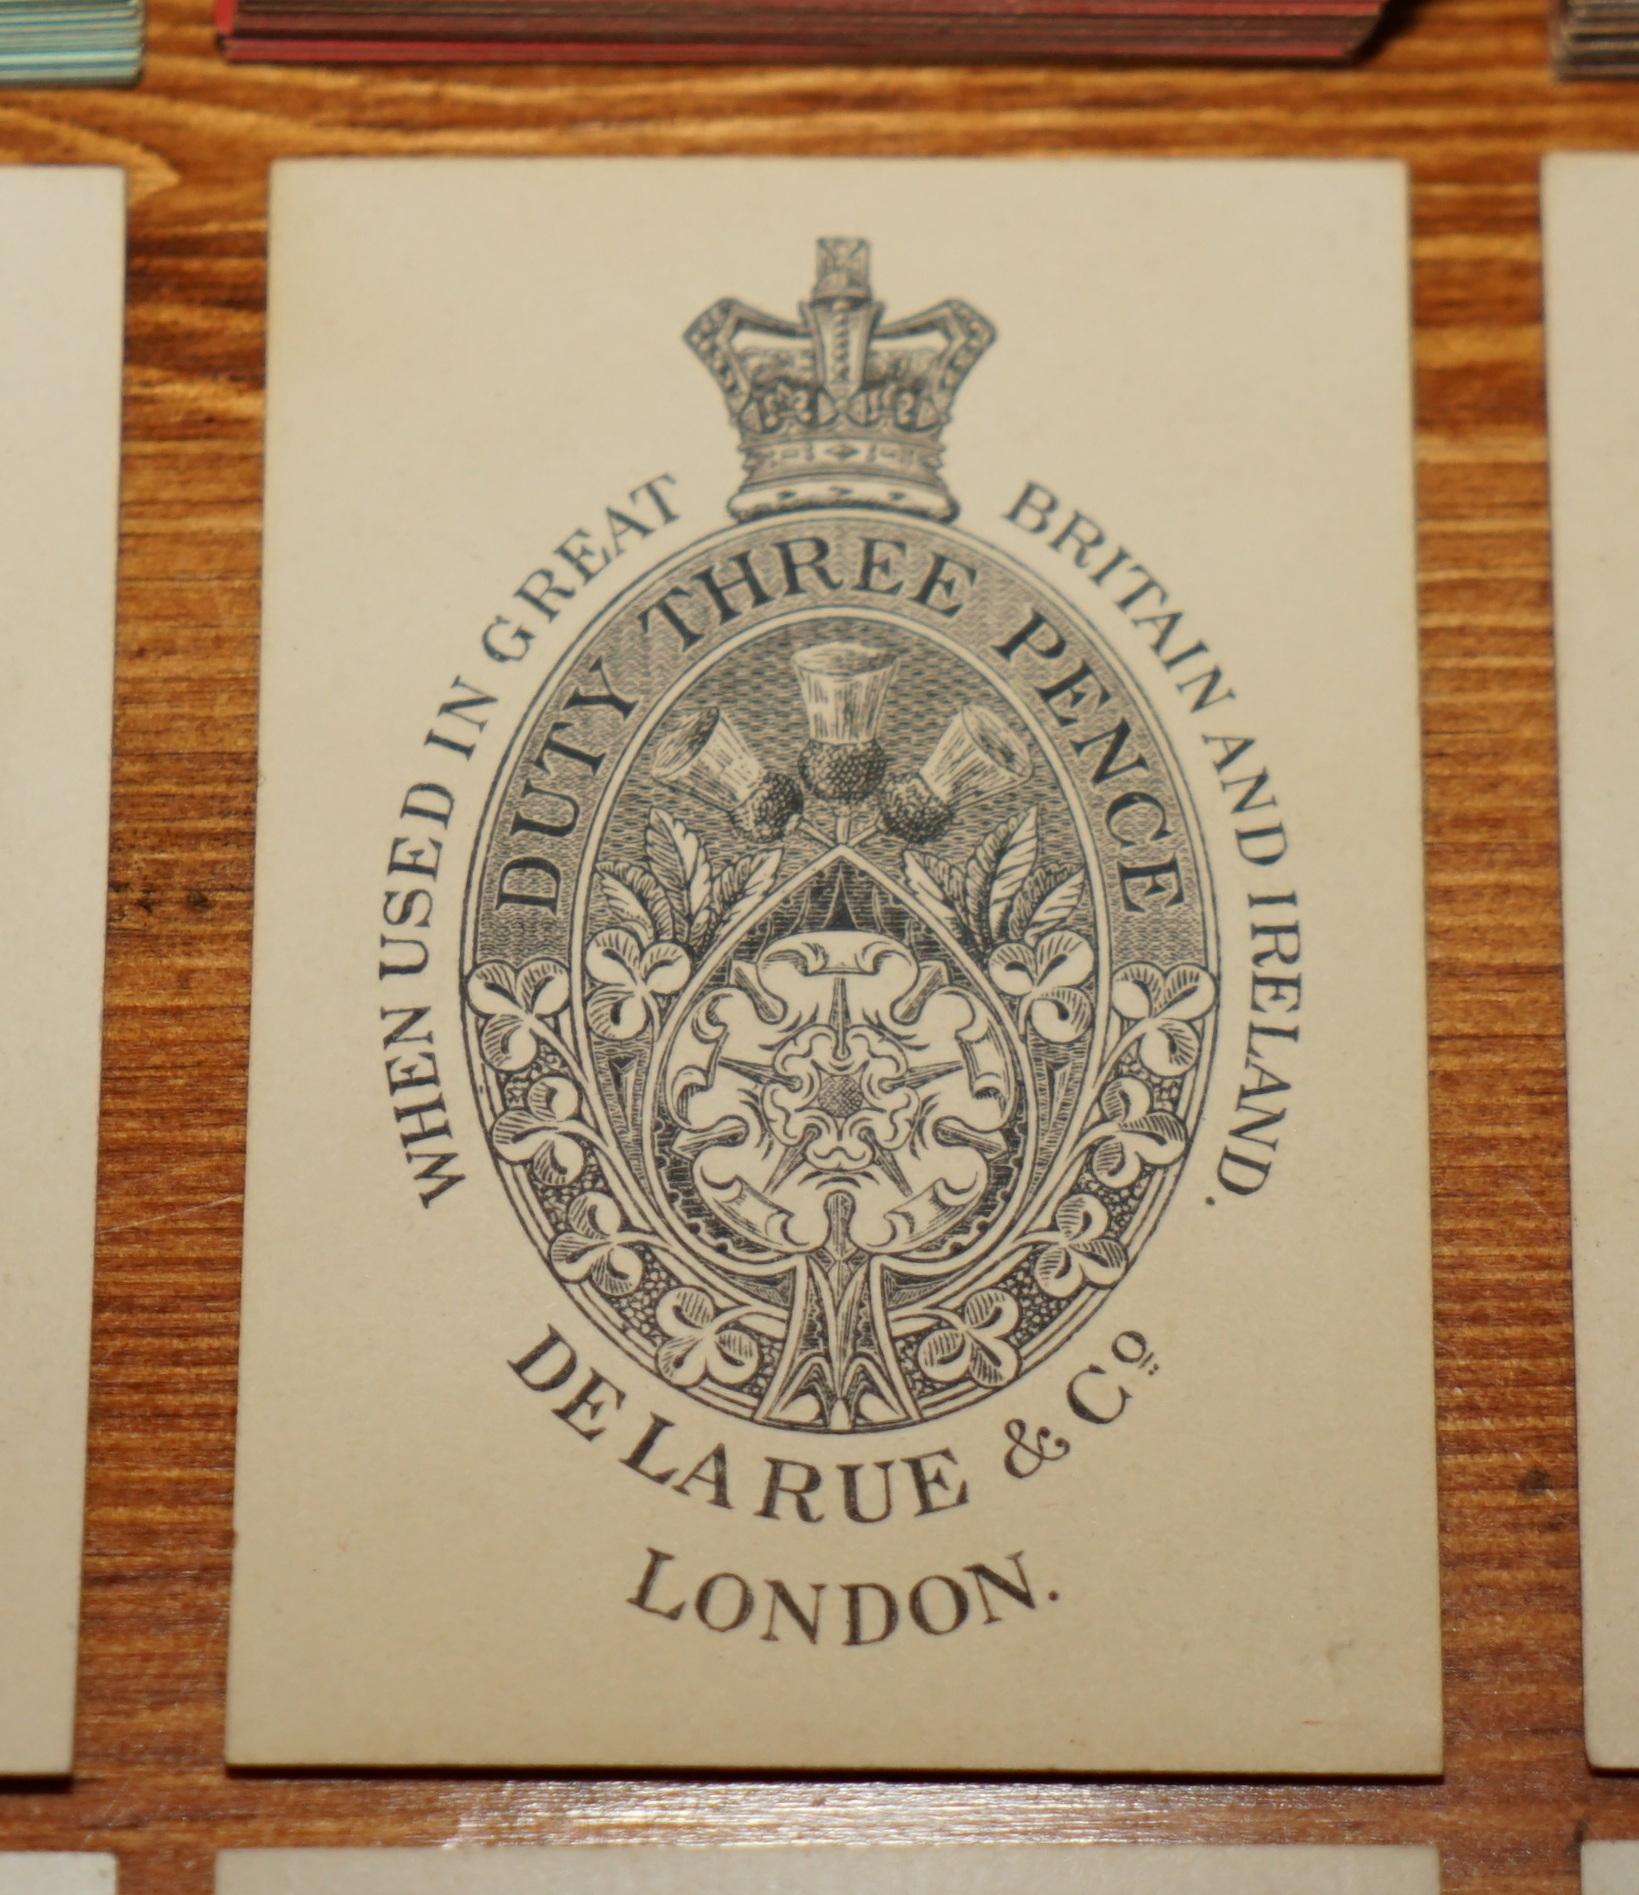 WHEN USED IN GREAT BRITAIN AND IRELAND.
DUTY THREE PENCE
DE LA RUE & Co
LONDON.